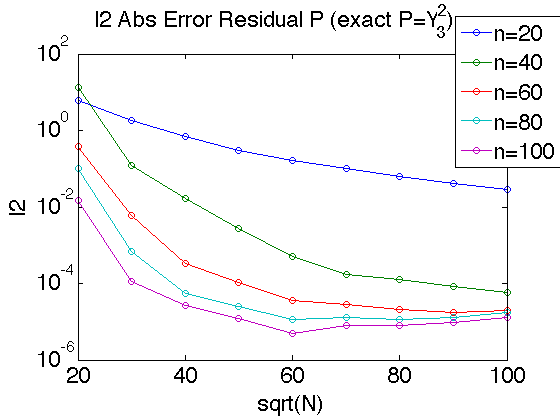 l2 Abs Error Residual P (exact P=Y₃²)
n=20
n=40
n=60
n=80
n=100
10²
10⁰
10⁻²
10⁻⁴
10⁻⁶
l2
20 40 60 80 100
sqrt(N)